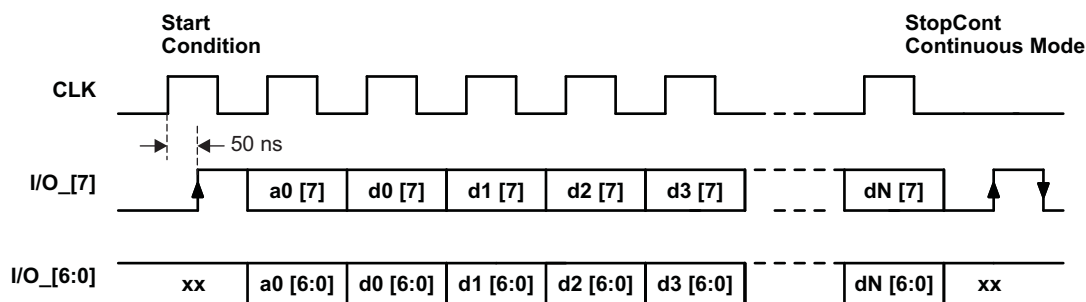 Start
Condition
StopCont
Continuous Mode
CLK
50 ns
I/O_[7]
a0 [7] d0 [7] d1 [7] d2 [7] d3 [7] dN [7]
I/O_[6:0]
xx a0 [6:0] d0 [6:0] d1 [6:0] d2 [6:0] d3 [6:0] dN [6:0] xx